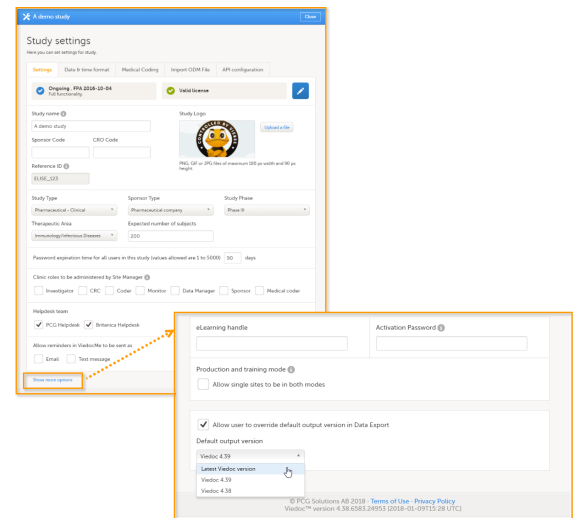 A demo study
Close
Study settings
Here you can set settings for study.
Settings Data & time format Medical Coding Import ODM File API configuration
Ongoing . FPA 2016-10-04
Full functionality.
Valid license
Study name
A demo study
Study Logo
CONTROLLED BY VIEDOC
Upload a file
PNG, GIF or JPG files of maximum 180 px width and 90 px
height
Sponsor Code CRO Code
Reference ID
ELISE_123
Study Type Sponsor Type Study Phase
Pharmaceutical - Clinical Pharmaceutical company Phase II
Therapeutic Area Expected number of subjects
Immunology/Infectious Diseases 200
Password expiration time for all users in this study (values allowed are 1 to 5000) 90 days
Clinic roles to be administered by Site Manager
Investigator CRC Coder Monitor Data Manager Sponsor Medical coder
Helpdesk team
PCG Helpdesk Britanica Helpdesk
Allow reminders in ViedocMe to be sent
as
Email Text message
Show more options
eLearning handle Activation Password
Production and training mode
Allow single sites to be in both modes
Allow user to override default output version in Data Export
Default output version
Viedoc 4.39
Latest Viedoc version
Viedoc 4.39
Viedoc 4.38
© PCG Solutions AB 2018 - Terms of Use - Privacy Policy
Viedoc™ version 4.38.6583.24953 (2018-01-09T15:28 UTC)